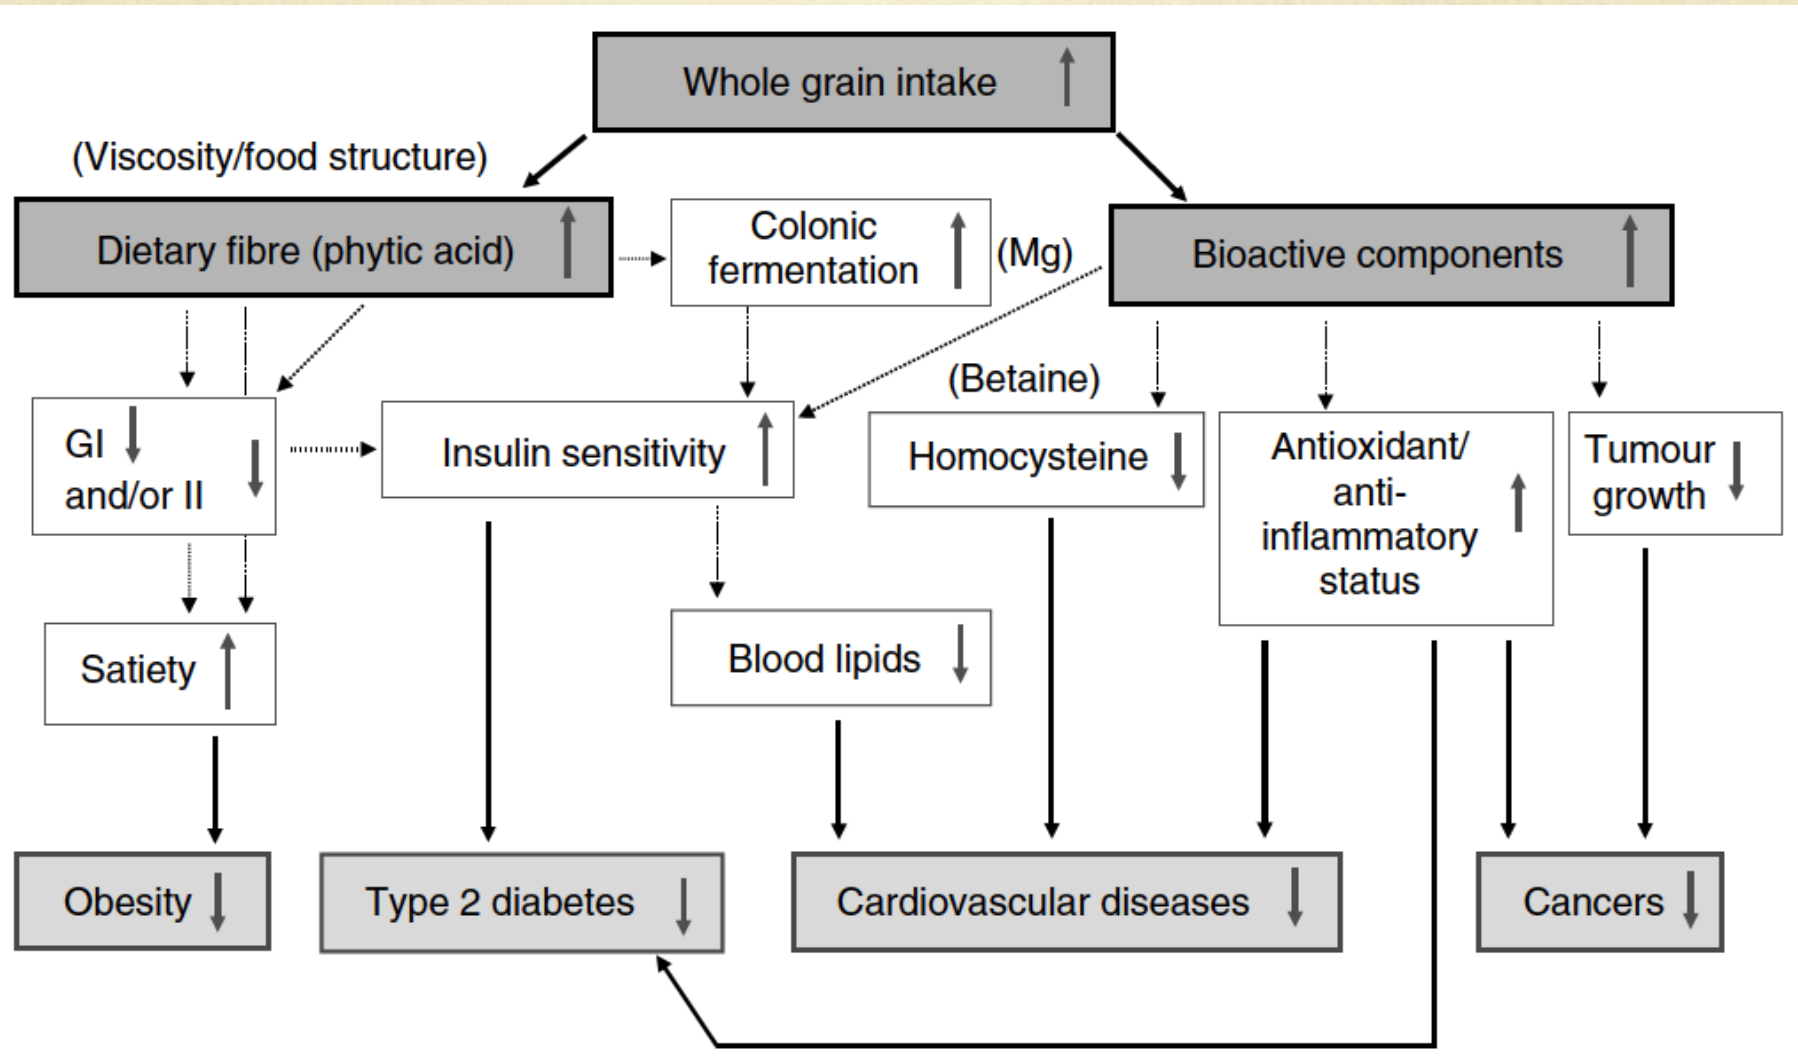 Whole grain intake
(Viscosity/food structure)
Dietary fibre (phytic acid)
Colonic
fermentation
(Mg)
Bioactive components
(Betaine)
GI
and/or II
Insulin sensitivity
Homocysteine
Antioxidant/
anti-
inflammatory
status
Tumour
growth
Satiety
Blood lipids
Obesity
Type 2 diabetes
Cardiovascular diseases
Cancers